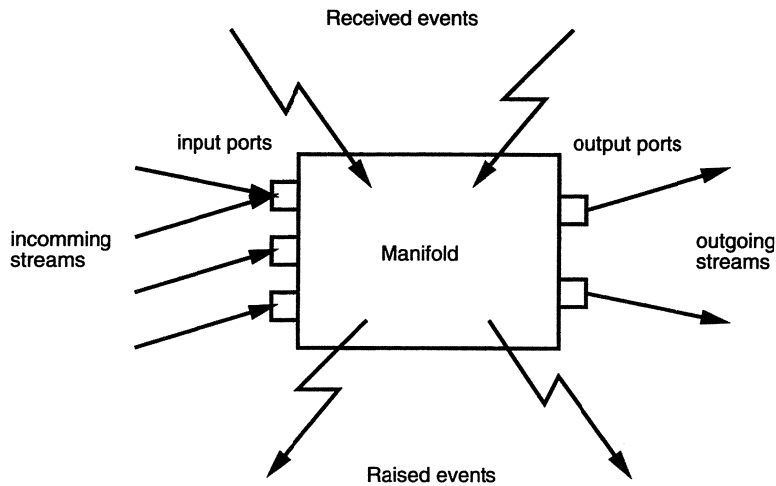 Received events
input ports
output ports
incomming
streams
Manifold
outgoing
streams
Raised events